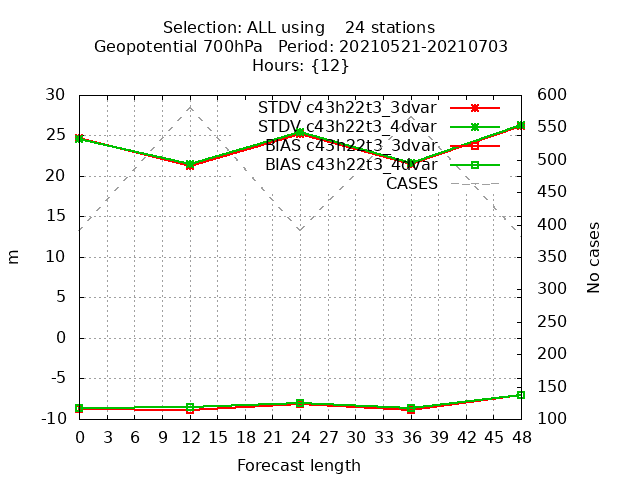 Selection: ALL using    24 stations
Geopotential 700hPa   Period: 20210521-20210703
Hours: {12}
STDV c43h22t3_3dvar
STDV c43h22t3_4dvar
BIAS c43h22t3_3dvar
BIAS c43h22t3_4dvar
CASES
30
25
20
15
10
5
0
-5
-10
m
600
550
500
450
400
350
300
250
200
150
100
No cases
0 3 6 9 12 15 18 21 24 27 30 33 36 39 42 45 48
Forecast length